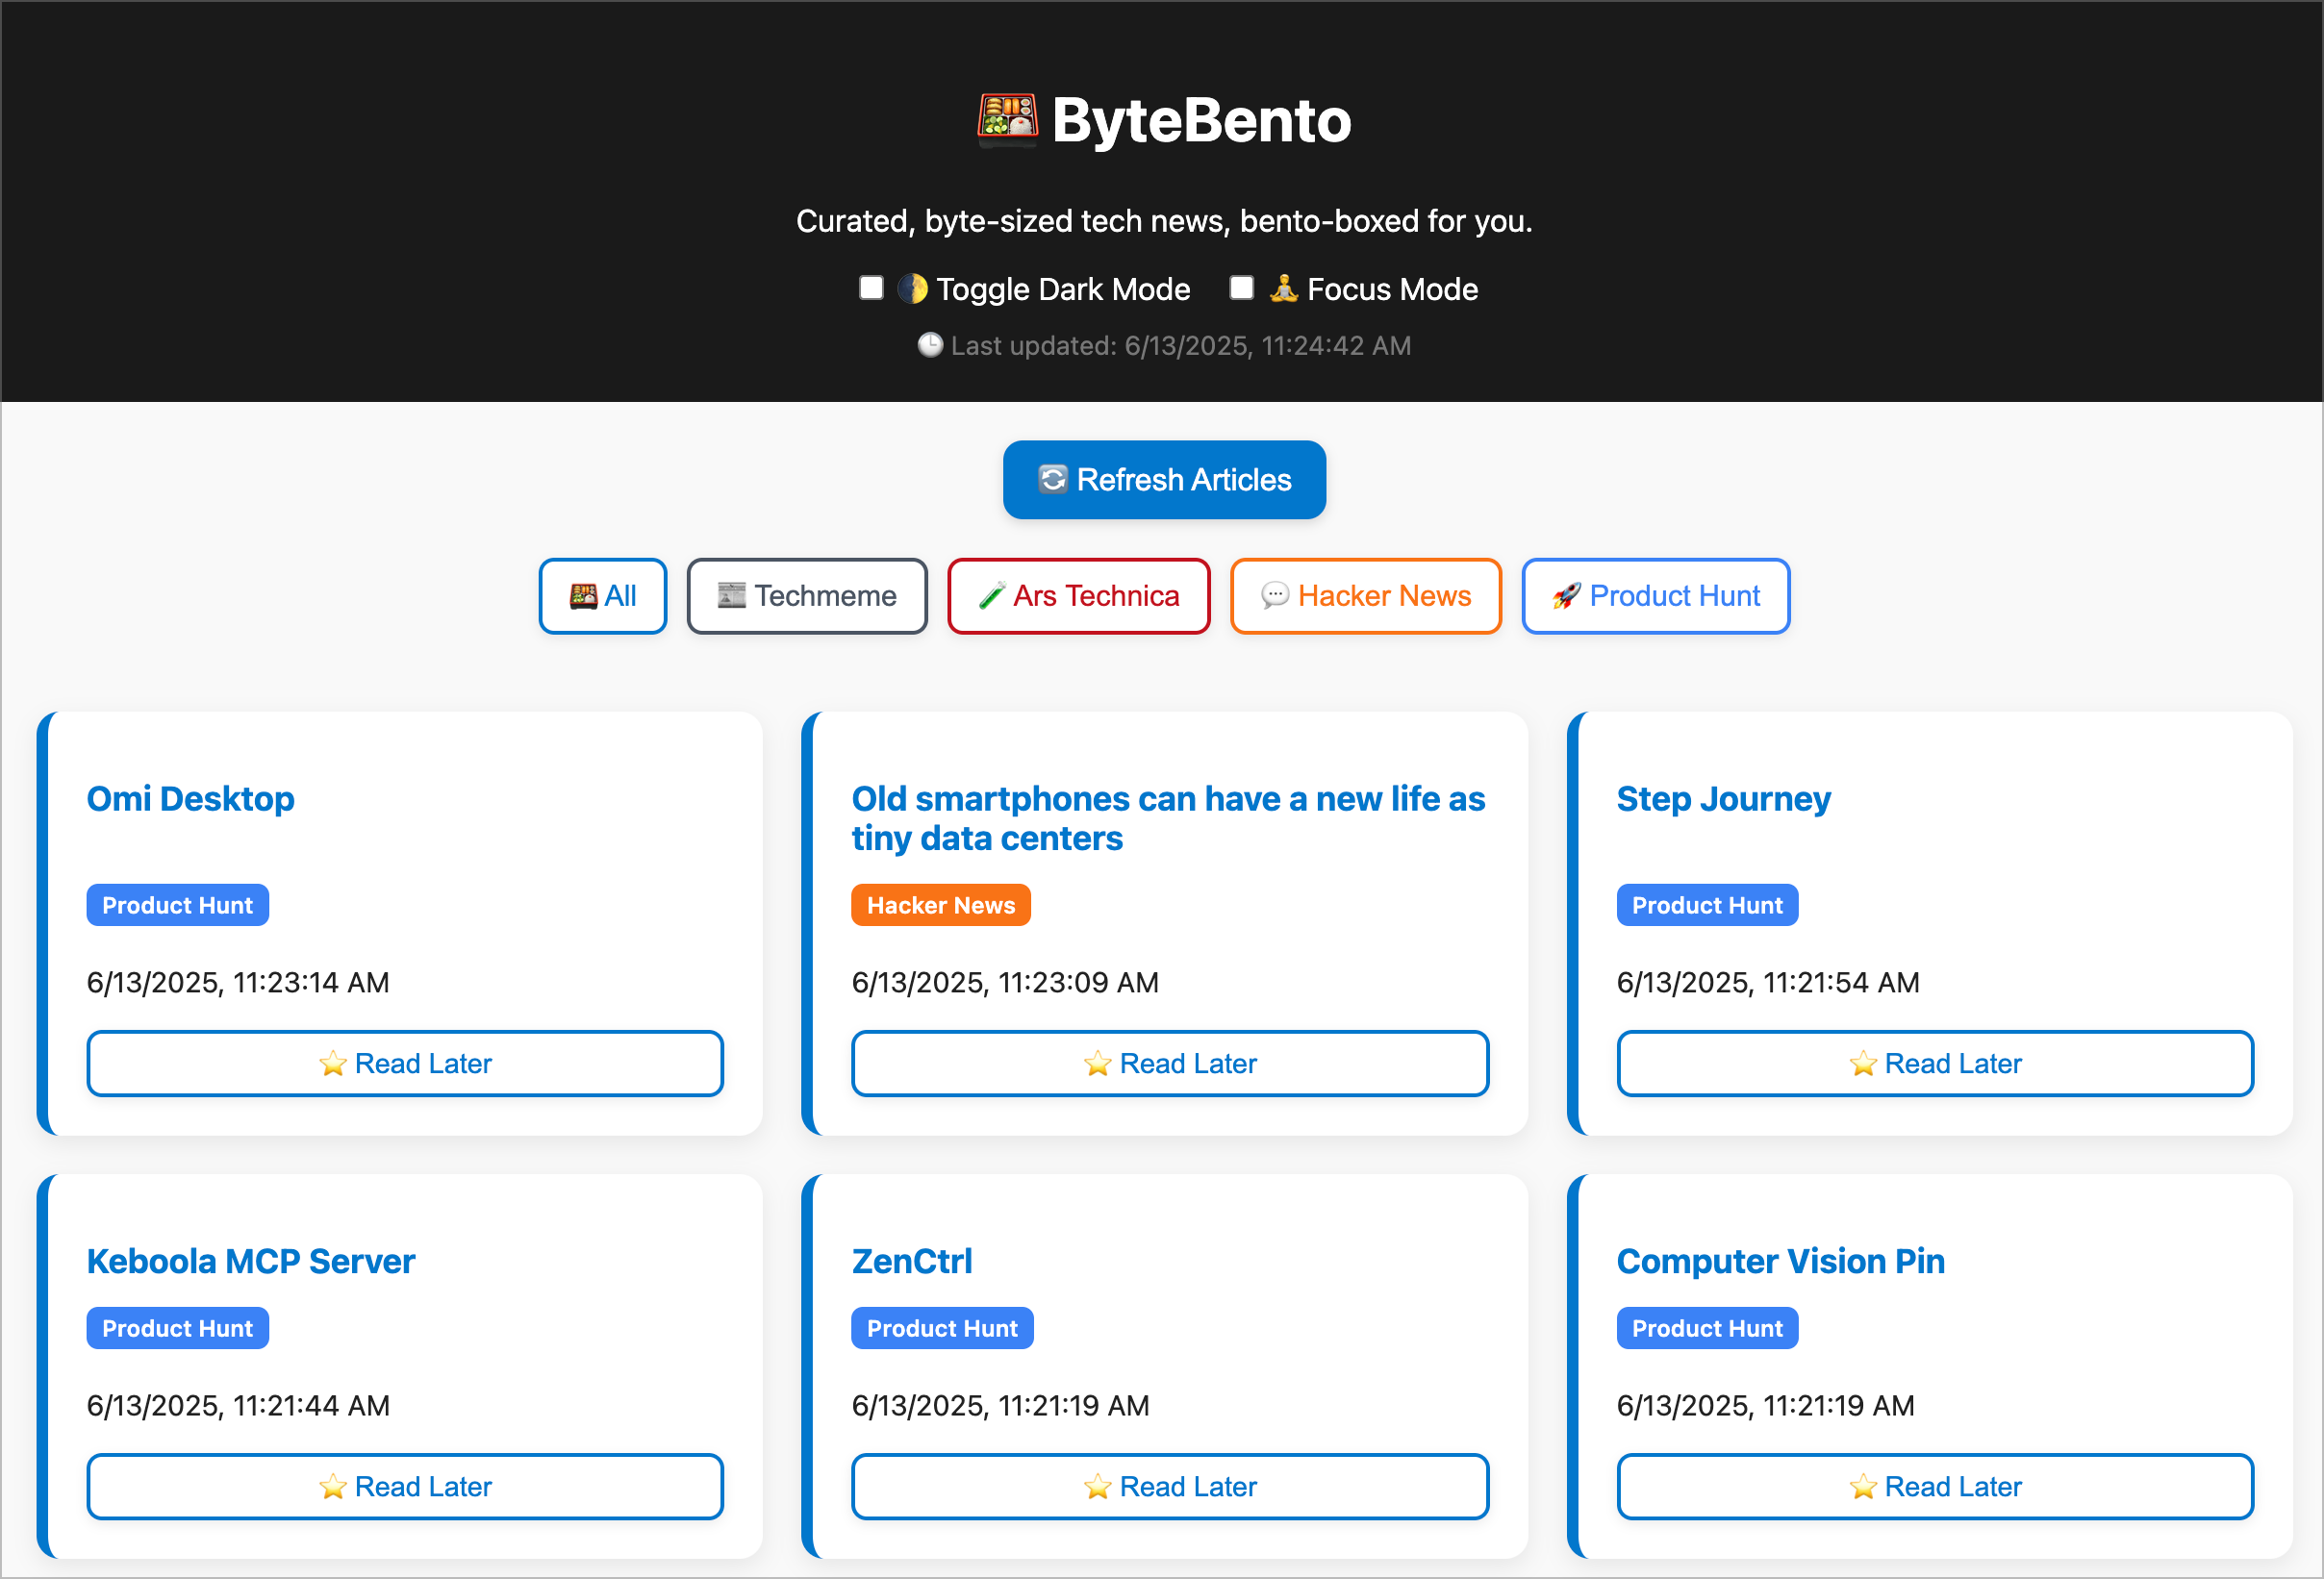 🍱 ByteBento
Curated, byte-sized tech news, bento-boxed for you.
🌓 Toggle Dark Mode 🧘 Focus Mode
🕒 Last updated: 6/13/2025, 11:24:42 AM
🔄 Refresh Articles
🍱 All 📰 Techmeme 🧪 Ars Technica 💬 Hacker News 🚀 Product Hunt
Omi Desktop
Product Hunt
6/13/2025, 11:23:14 AM
⭐ Read Later
Old smartphones can have a new life as
tiny data centers
Hacker News
6/13/2025, 11:23:09 AM
⭐ Read Later
Step Journey
Product Hunt
6/13/2025, 11:21:54 AM
⭐ Read Later
Keboola MCP Server
Product Hunt
6/13/2025, 11:21:44 AM
⭐ Read Later
ZenCtrl
Product Hunt
6/13/2025, 11:21:19 AM
⭐ Read Later
Computer Vision Pin
Product Hunt
6/13/2025, 11:21:19 AM
⭐ Read Later